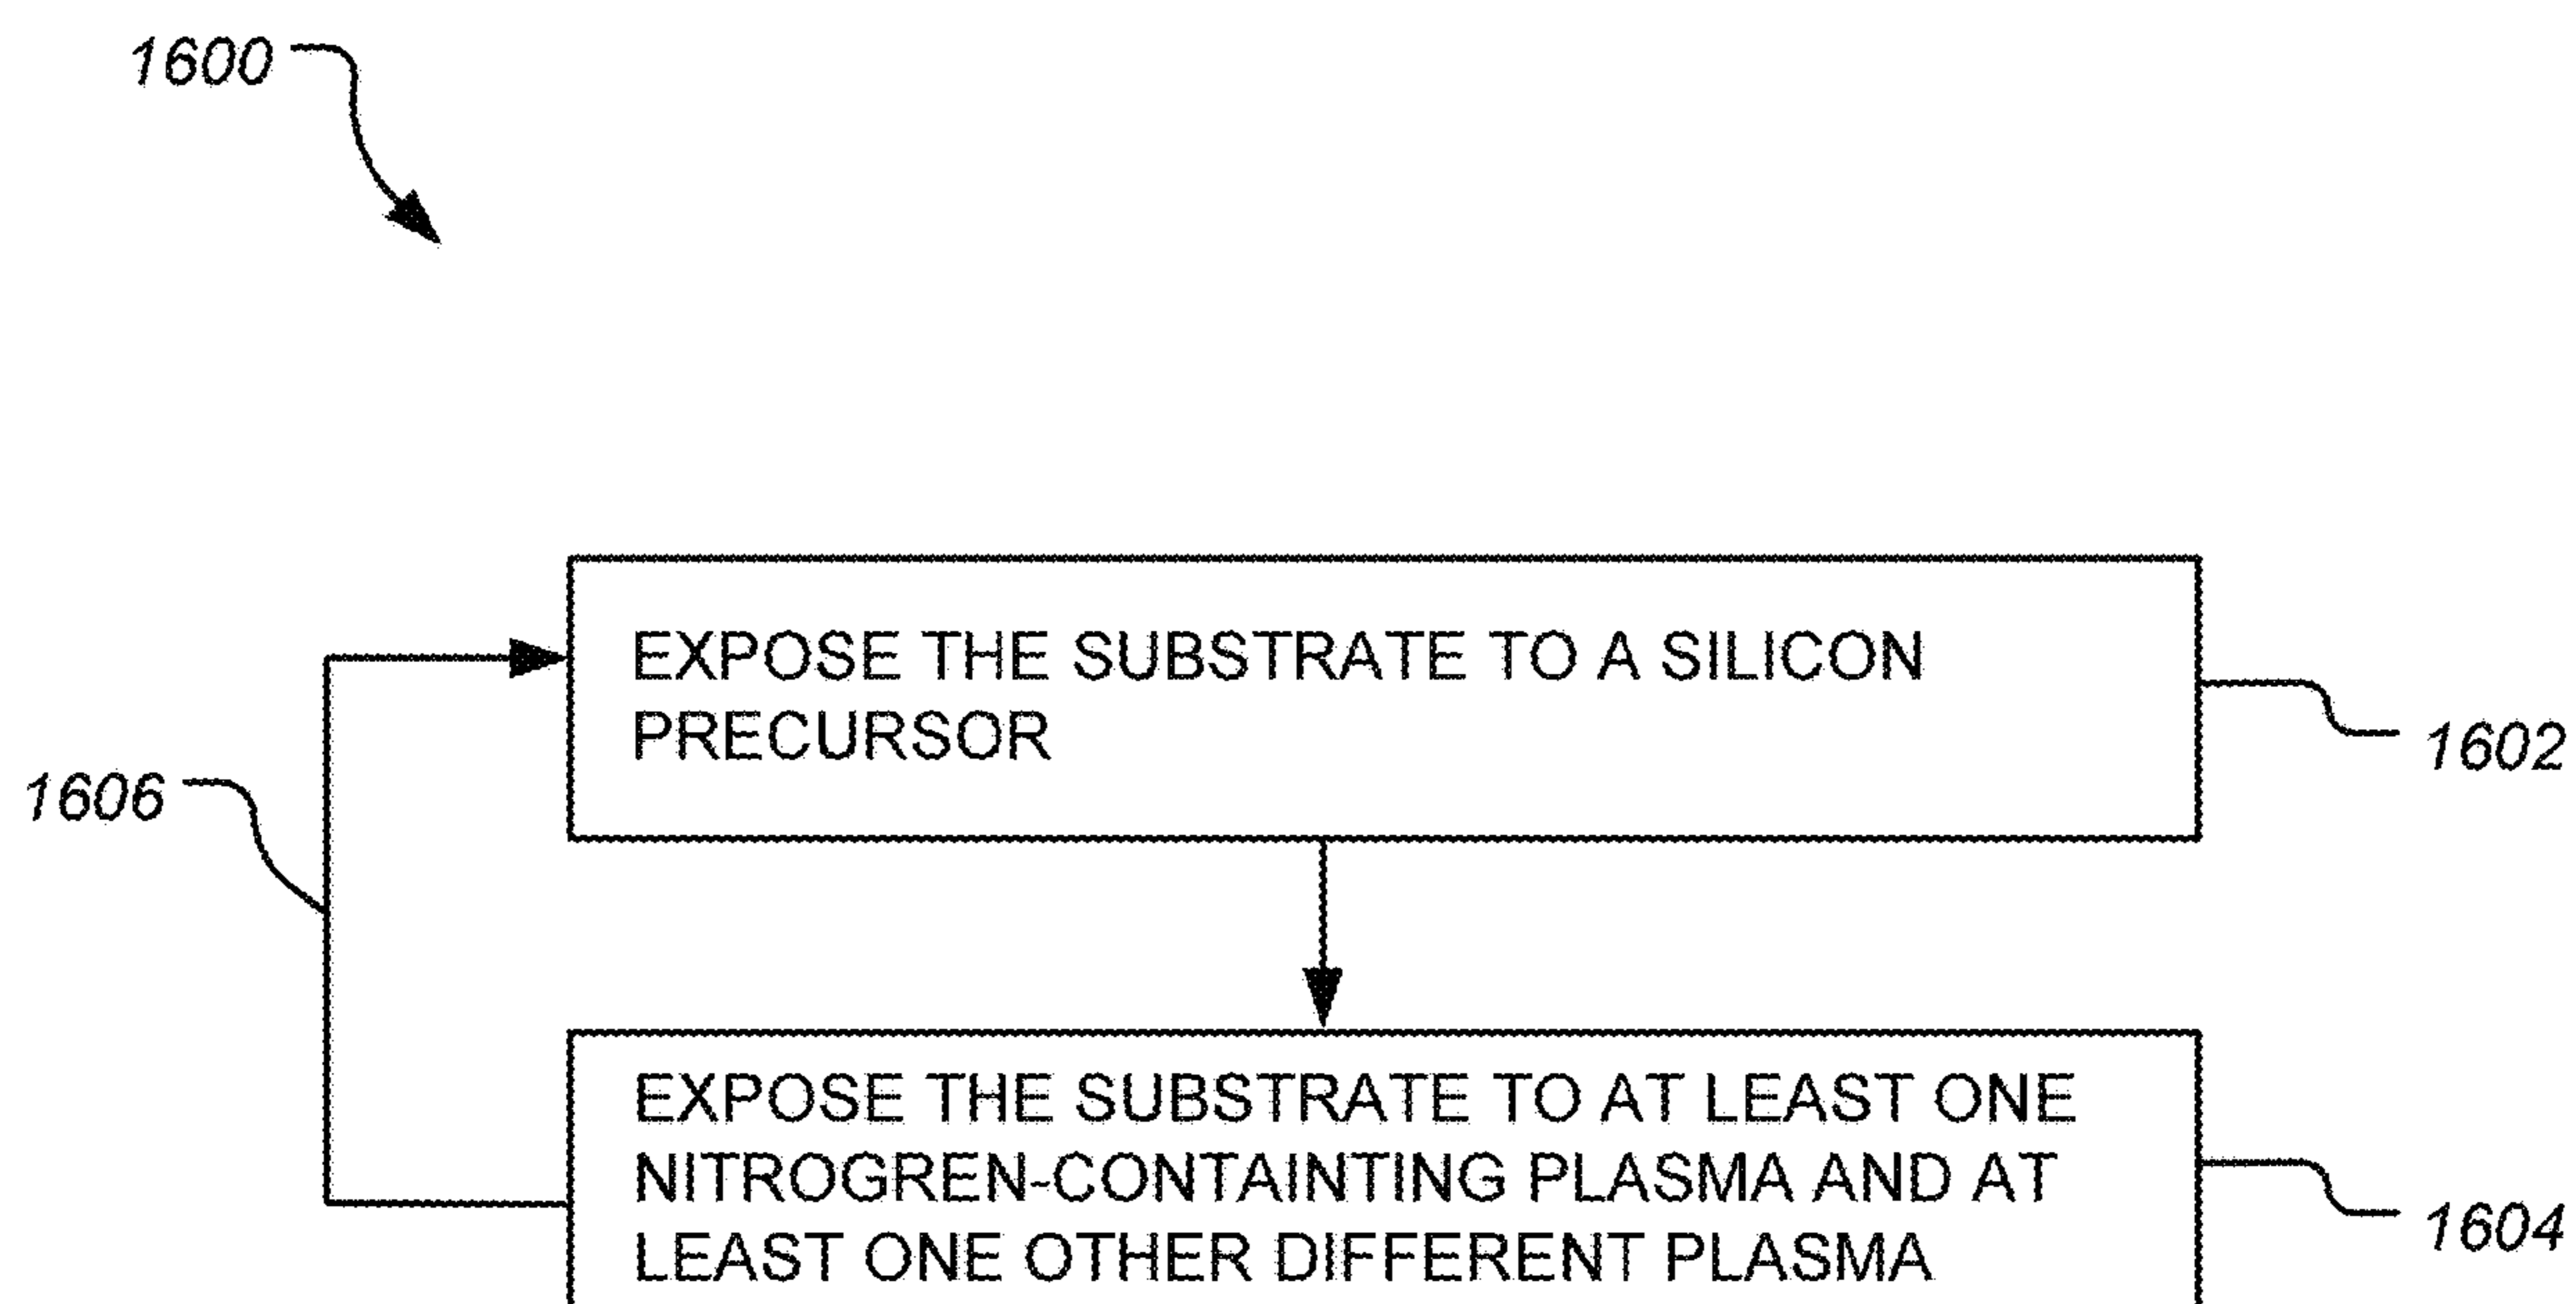 1600
EXPOSE THE SUBSTRATE TO A SILICON
PRECURSOR
1602
1606
EXPOSE THE SUBSTRATE TO AT LEAST ONE
NITROGREN-CONTAINTING PLASMA AND AT
LEAST ONE OTHER DIFFERENT PLASMA
1604